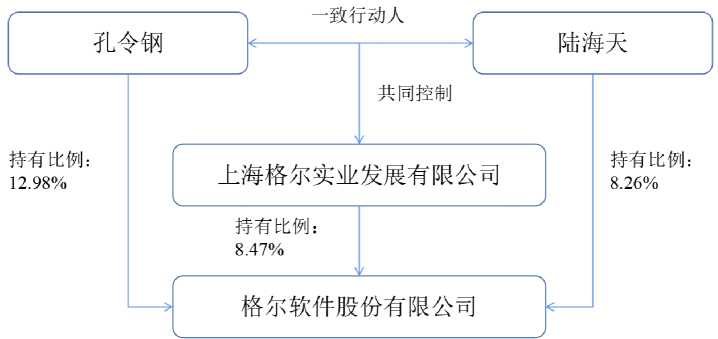 一致行动人
孔令钢
陆海天
共同控制
持有比例：
12.98%
上海格尔实业发展有限公司
持有比例：
8.26%
持有比例：
8.47%
格尔软件股份有限公司